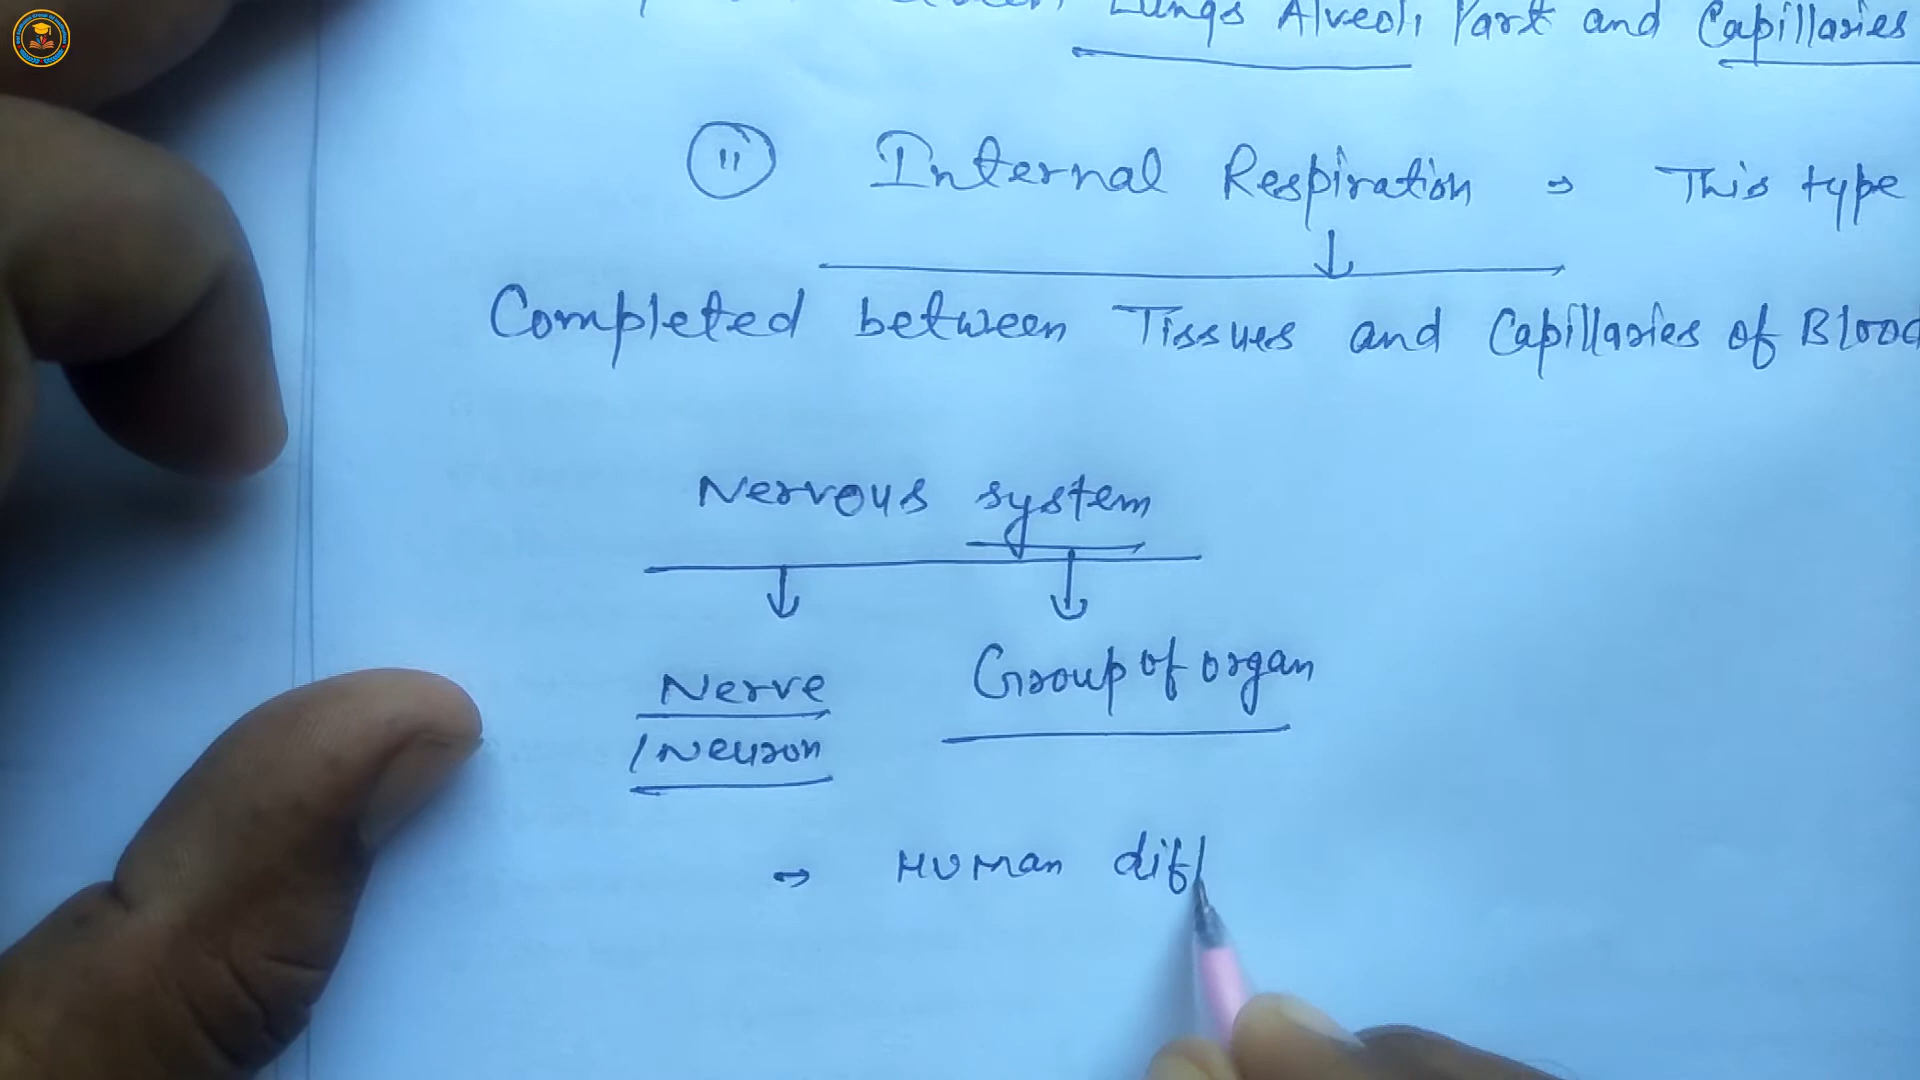 Lungs Alveoli Part and Capillaries
(ii) Internal Respiration → This type
Completed between Tissues and Capillaries of Blood
Nervous system
Nerve Group of organ
/Neuron
→ Human diff